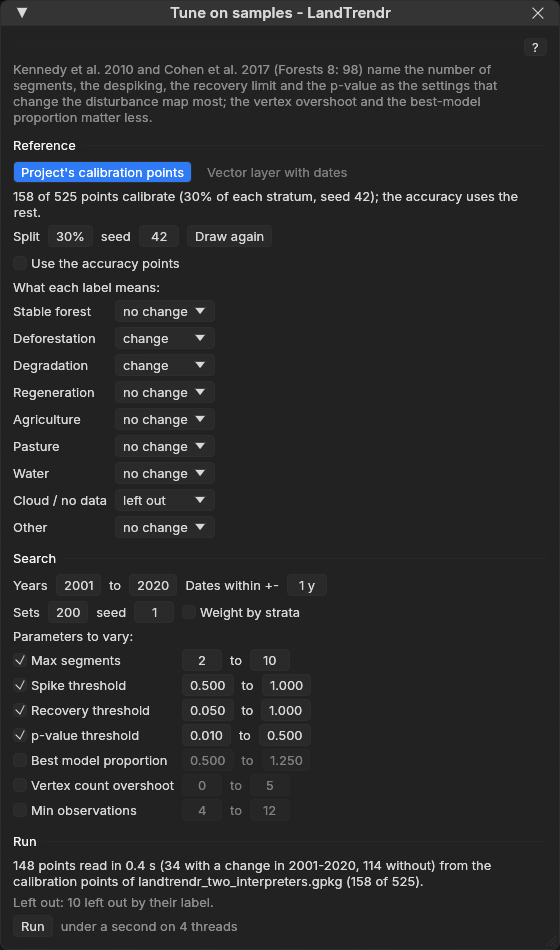 Tune on samples - LandTrendr
?
Kennedy et al. 2010 and Cohen et al. 2017 (Forests 8: 98) name the number of
segments, the despiking, the recovery limit and the p-value as the settings that
change the disturbance map most; the vertex overshoot and the best-model
proportion matter less.
Reference
Project's calibration points Vector layer with dates
158 of 525 points calibrate (30% of each stratum, seed 42); the accuracy uses the
rest.
Split 30% seed 42 Draw again
Use the accuracy points
What each label means:
Stable forest no change
Deforestation change
Degradation change
Regeneration no change
Agriculture no change
Pasture no change
Water no change
Cloud / no data left out
Other no change
Search
Years 2001 to 2020 Dates within +- 1 y
Sets 200 seed 1 Weight by strata
Parameters to vary:
Max segments 2 to 10
Spike threshold 0.500 to 1.000
Recovery threshold 0.050 to 1.000
p-value threshold 0.010 to 0.500
Best model proportion 0.500 to 1.250
Vertex count overshoot 0 to 5
Min observations 4 to 12
Run
148 points read in 0.4 s (34 with a change in 2001-2020, 114 without) from the
calibration points of landtrendr_two_interpreters.gpkg (158 of 525).
Left out: 10 left out by their label.
Run under a second on 4 threads